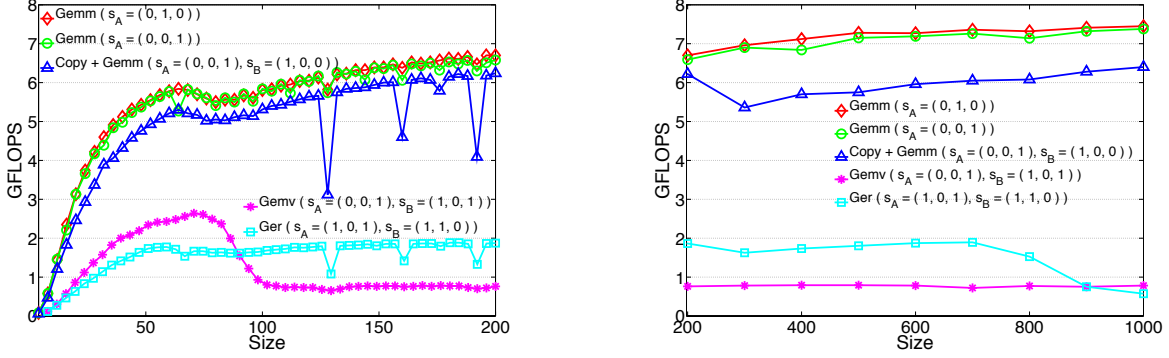 8
7
6
5
4
3
2
1
0
GFLOPS
50
100
150
200
Size
Gemm ( s_A = ( 0, 1, 0 ) )
Gemm ( s_A = ( 0, 0, 1 ) )
Copy + Gemm ( s_A = ( 0, 0, 1 ), s_B = ( 1, 0, 0 ) )
Gemv ( s_A = ( 0, 0, 1 ), s_B = ( 1, 0, 1 ) )
Ger ( s_A = ( 1, 0, 1 ), s_B = ( 1, 1, 0 ) )
8
7
6
5
4
3
2
1
0
GFLOPS
200
400
600
800
1000
Size
Gemm ( s_A = ( 0, 1, 0 ) )
Gemm ( s_A = ( 0, 0, 1 ) )
Copy + Gemm ( s_A = ( 0, 0, 1 ), s_B = ( 1, 0, 0 ) )
Gemv ( s_A = ( 0, 0, 1 ), s_B = ( 1, 0, 1 ) )
Ger ( s_A = ( 1, 0, 1 ), s_B = ( 1, 1, 0 ) )